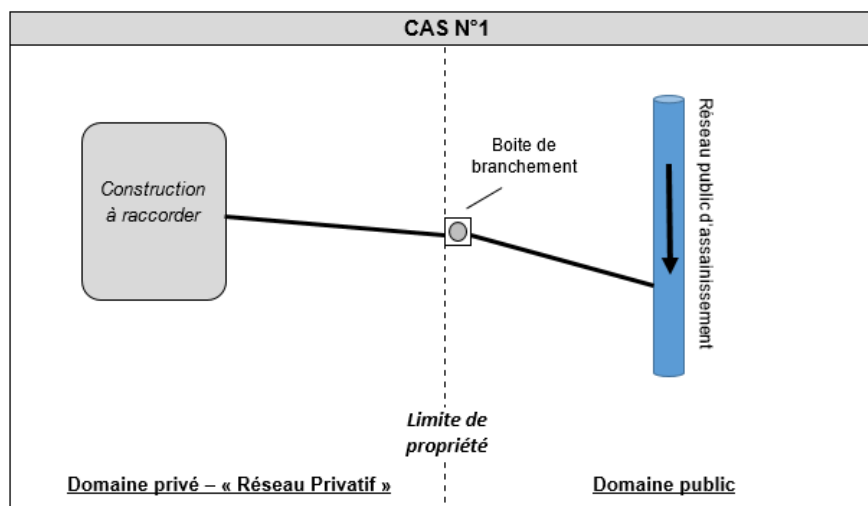 CAS N°1
Construction
à raccorder
Boite de
branchement
Réseau public d'assainissement
Limite de
propriété
Domaine privé – « Réseau Privatif »
Domaine public